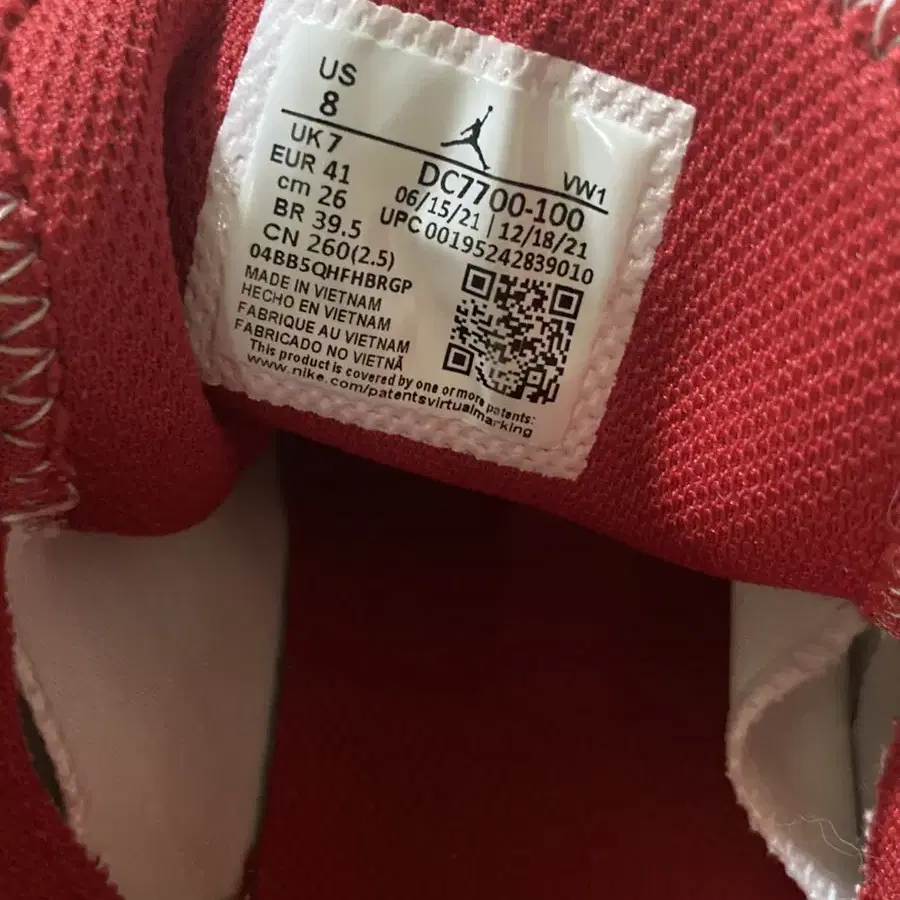 US
8
UK 7
EUR 41
cm 26
BR 39.5
CN 260(2.5)
04BB5QHFHBRGP
VW1
DC7700-100
06/15/21 | 12/18/21
UPC 00195242839010
MADE IN VIETNAM
HECHO EN VIETNAM
FABRIQUE AU VIETNAM
FABRICADO NO VIETNÃ
This product is covered by one or more patents:
www.nike.com/patentsvirtualmarking